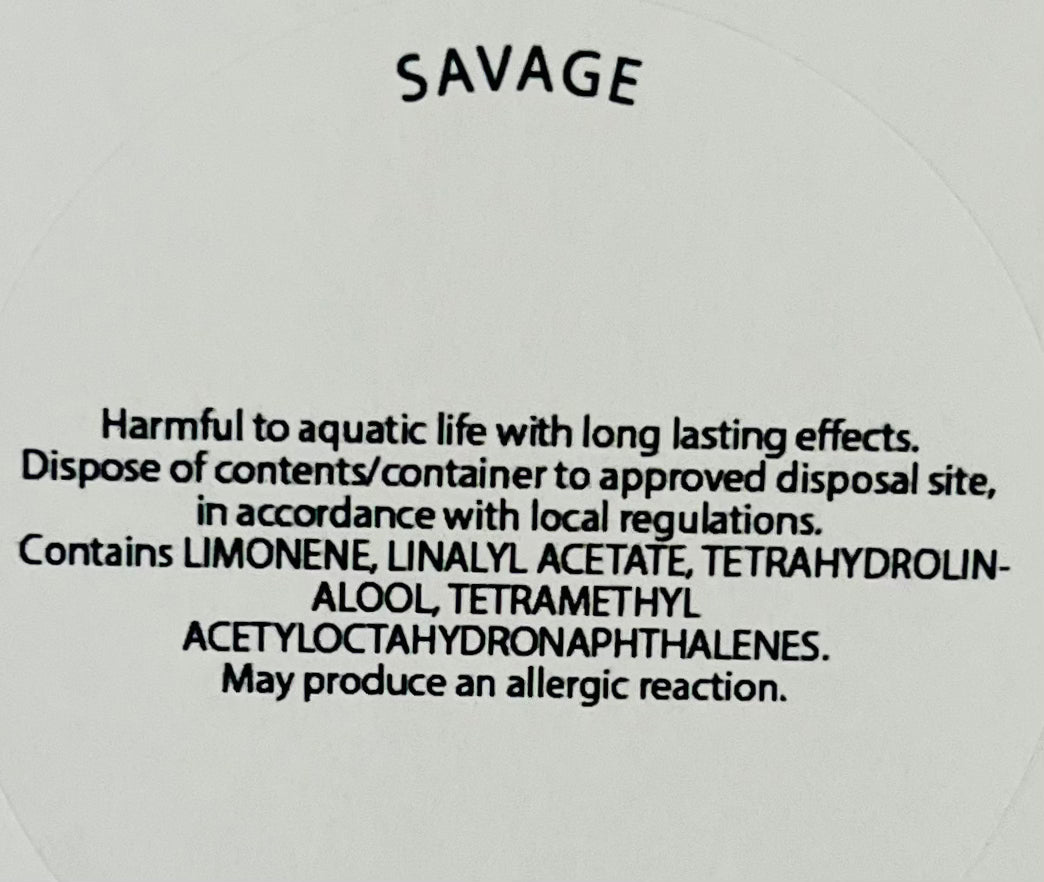 SAVAGE
Harmful to aquatic life with long lasting effects.
Dispose of contents/container to approved disposal site,
in accordance with local regulations.
Contains LIMONENE, LINALYL ACETATE, TETRAHYDROLIN-
ALOOL, TETRAMETHYL
ACETYLOCTAHYDRONAPHTHALENES.
May produce an allergic reaction.